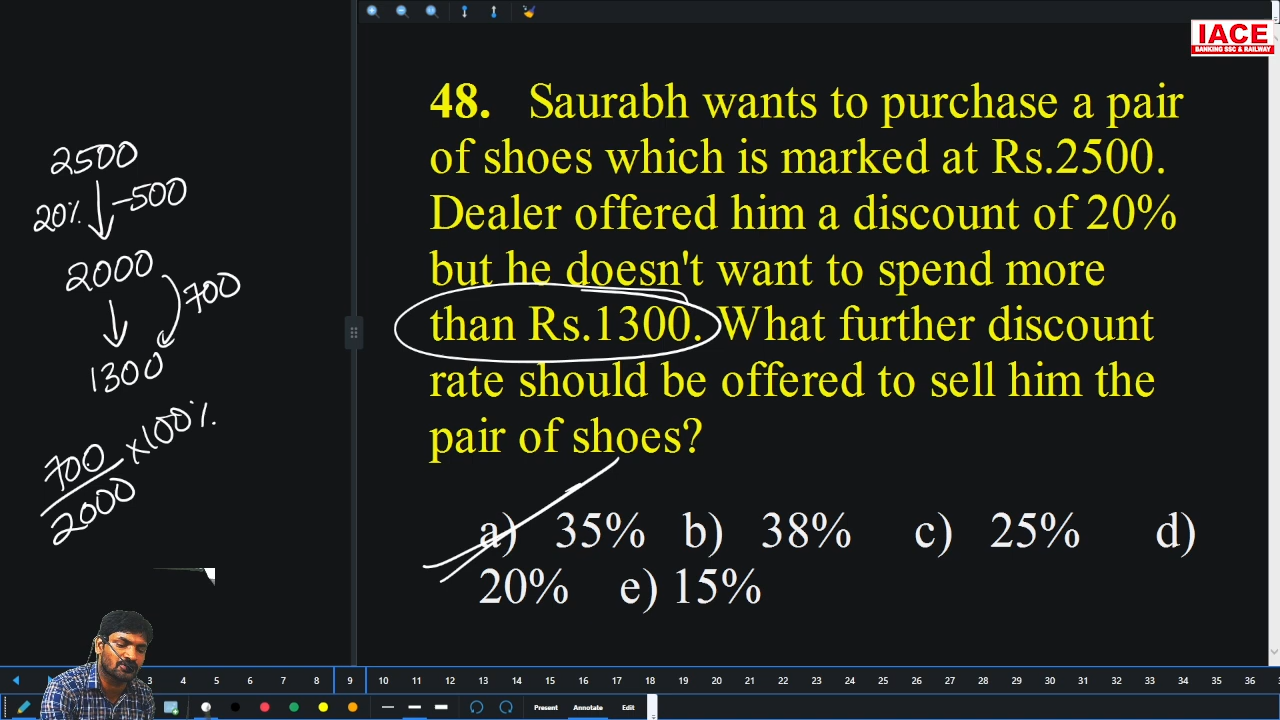 IACE
BANKING SSC & RAILWAY
48. Saurabh wants to purchase a pair
of shoes which is marked at Rs.2500.
Dealer offered him a discount of 20%
but he doesn't want to spend more
than Rs.1300. What further discount
rate should be offered to sell him the
pair of shoes?
a) 35% b) 38% c) 25% d)
20% e) 15%
2500
20% -500
2000
700
1300
700/2000 ×100%
3 4 5 6 7 8 9 10 11 12 13 14 15 16 17 18 19 20 21 22 23 24 25 26 27 28 29 30 31 32 33 34 35 36
Present Annotate Edit